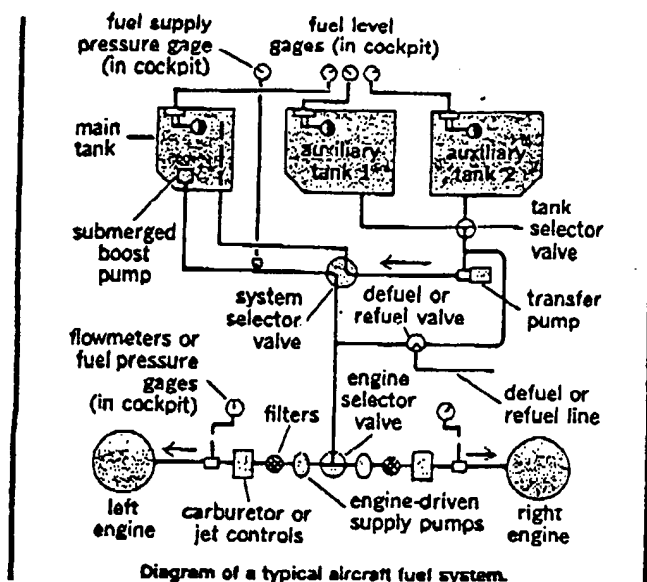 fuel supply
pressure gage
(in cockpit)
fuel level
gages (in cockpit)
main
tank
auxiliary
tank 1
auxiliary
tank 2
submerged
boost
pump
tank
selector
valve
system
selector
valve
defuel or
refuel valve
transfer
pump
flowmeters or
fuel pressure
gages
(in cockpit)
filters
engine
selector
valve
defuel or
refuel line
left
engine
carburetor or
jet controls
engine-driven
supply pumps
right
engine
Diagram of a typical aircraft fuel system.